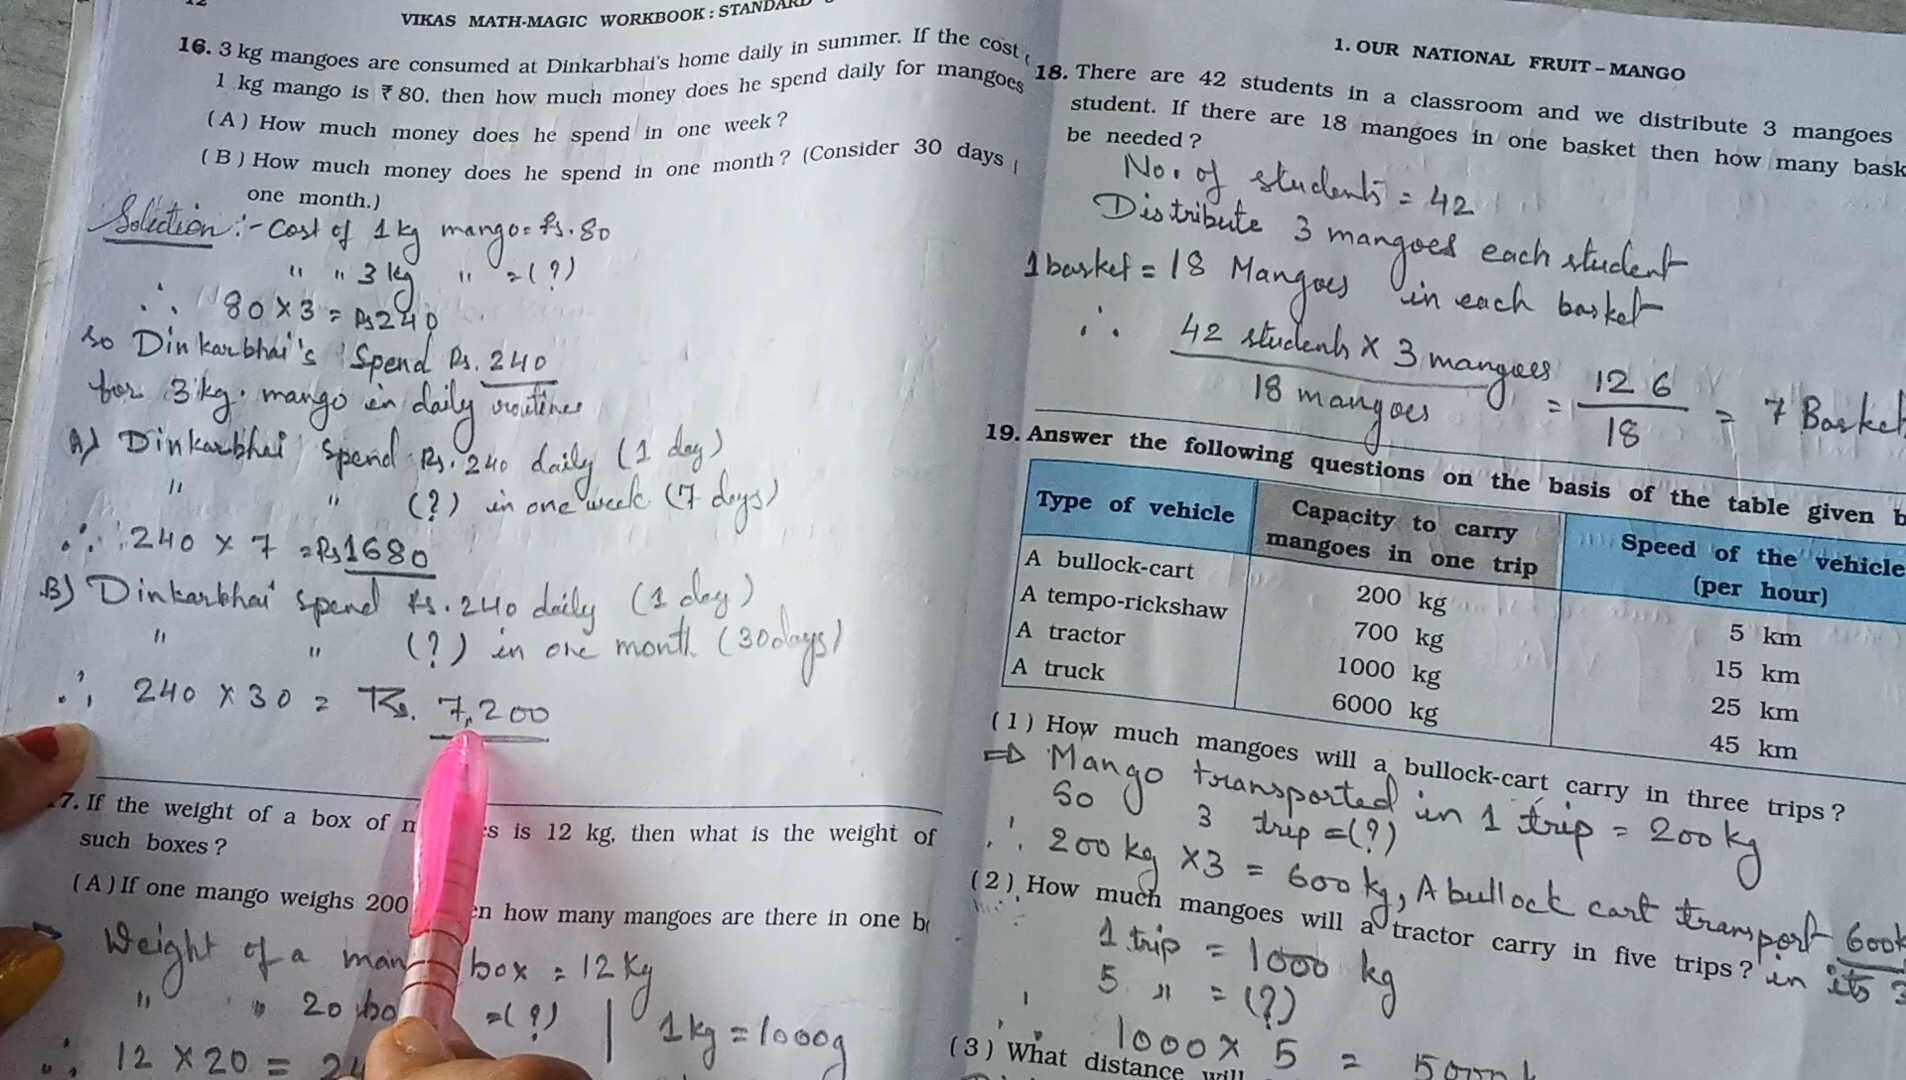 VIKAS MATH-MAGIC WORKBOOK : STANDARD
16. 3 kg mangoes are consumed at Dinkarbhai's home daily in summer. If the cost
1 kg mango is ₹ 80, then how much money does he spend daily for mangoes
(A) How much money does he spend in one week ?
(B) How much money does he spend in one month ? (Consider 30 days
one month.)
Solution :- Cost of 1 kg mango = Rs. 80
" " 3 kg " = (?)
∴ 80 × 3 = Rs 240
so Dinkarbhai's Spend Rs. 240
for 3 kg. mango in daily routine
A) Dinkarbhai spend Rs. 240 daily (1 day)
" " (?) in one week (7 days)
∴ 240 × 7 = Rs 1680
B) Dinkarbhai spend Rs. 240 daily (1 day)
" " (?) in one month (30 days)
∴ 240 × 30 = Rs. 7,200
7. If the weight of a box of m s is 12 kg, then what is the weight of
such boxes ?
(A) If one mango weighs 200 en how many mangoes are there in one b
⇒ Weight of a man box = 12 kg
" " 20 bo = (?) | 1 kg = 1000g
∴ 12 × 20 = 24
1. OUR NATIONAL FRUIT – MANGO
18. There are 42 students in a classroom and we distribute 3 mangoes
student. If there are 18 mangoes in one basket then how many bask
be needed ?
No. of students = 42
Distribute 3 mangoes each student
1 basket = 18 Mangoes in each basket
∴ 42 students × 3 mangoes / 18 mangoes = 126 / 18 = 7 Basket
19. Answer the following questions on the basis of the table given b
Type of vehicle Capacity to carry mangoes in one trip Speed of the vehicle (per hour)
A bullock-cart 200 kg 5 km
A tempo-rickshaw 700 kg 15 km
A tractor 1000 kg 25 km
A truck 6000 kg 45 km
(1) How much mangoes will a bullock-cart carry in three trips ?
⇒ Mango transported in 1 trip = 200 kg
So 3 trip = (?)
∴ 200 kg × 3 = 600 kg, A bullock cart transport 600k
in its 3
(2) How much mangoes will a tractor carry in five trips ?
1 trip = 1000 kg
5 " = (?)
∴ 1000 × 5 = 5000 k
(3) What distance will